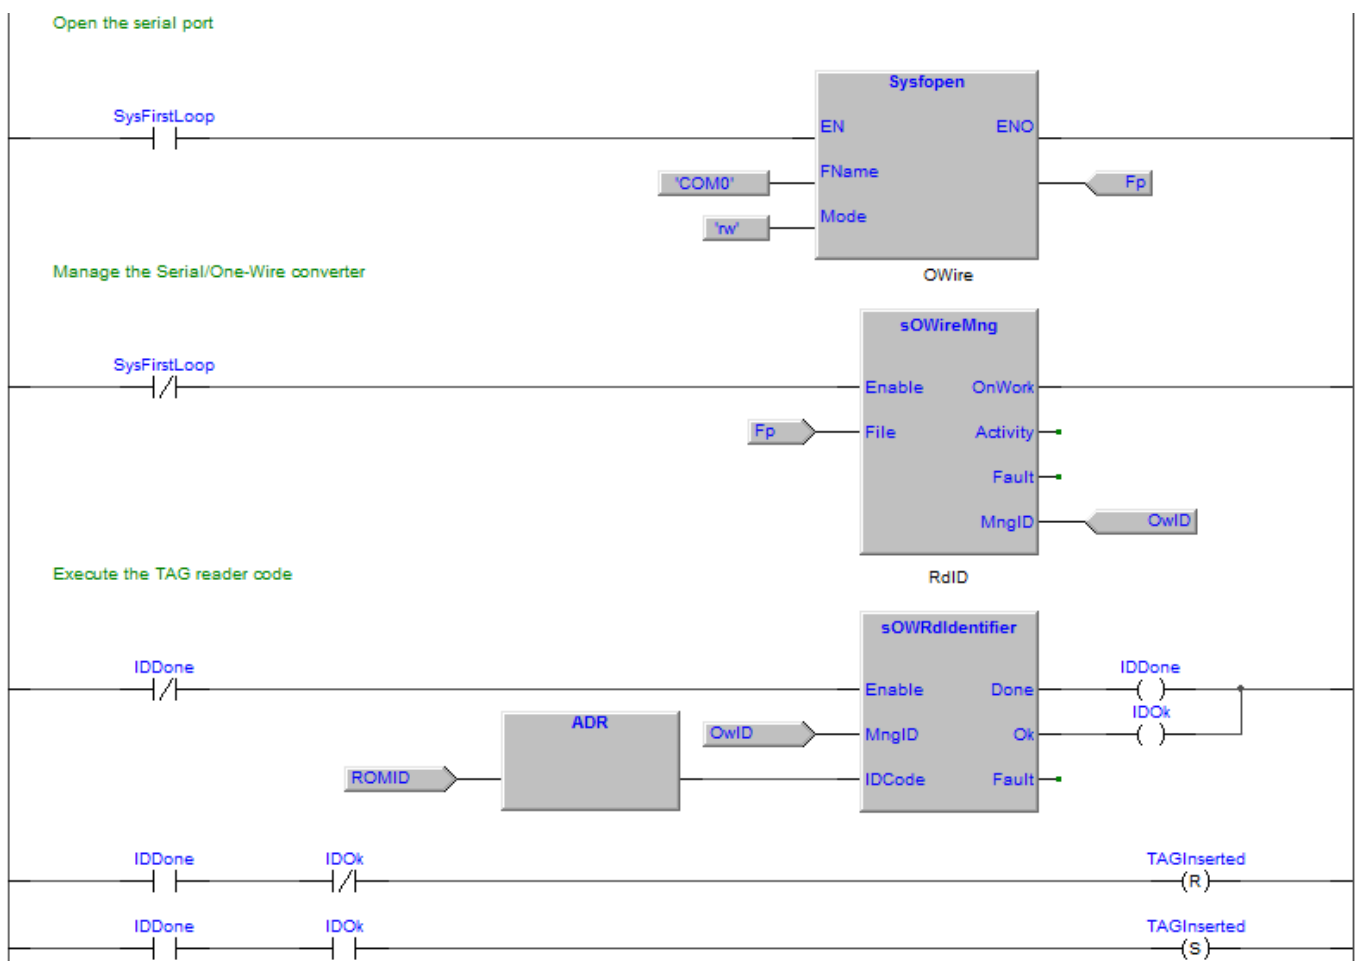 Open the serial port
Sysfopen
SysFirstLoop
EN ENO
'COM0' FName Fp
'rw' Mode
Manage the Serial/One-Wire converter
OWire
sOWireMng
SysFirstLoop
Enable OnWork
Fp File Activity
Fault
MngID OwID
Execute the TAG reader code
RdID
sOWRdIdentifier
IDDone IDDone
Enable Done
IDOk
ADR OwID MngID Ok
ROMID IDCode Fault
IDDone IDOk TAGInserted
R
IDDone IDOk TAGInserted
S